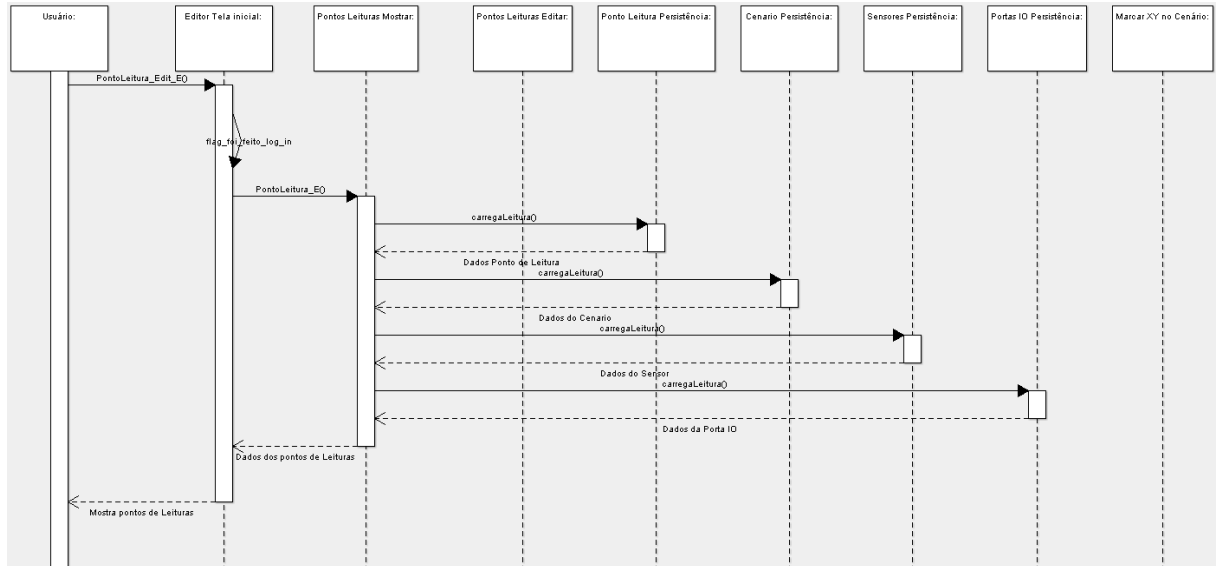 Usuário:
Editor Tela inicial:
Pontos Leituras Mostrar:
Pontos Leituras Editar:
Ponto Leitura Persistência:
Cenario Persistência:
Sensores Persistência:
Portas IO Persistência:
Marcar XY no Cenário:
PontoLeitura_Edit_E()
flag_foi_feito_log_in
PontoLeitura_E()
carregaLeitura()
Dados Ponto de Leitura
carregaLeitura()
Dados do Cenario
carregaLeitura()
Dados do Sensor
carregaLeitura()
Dados da Porta IO
Dados dos pontos de Leituras
Mostra pontos de Leituras